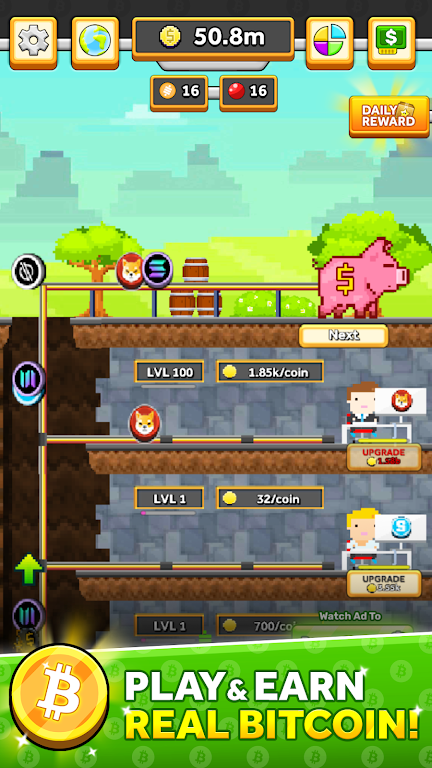 50.8m
16
16
DAILY
REWARD
$
Next
LVL 100
1.85k/coin
UPGRADE
LVL 1
32/coin
S
UPGRADE
Watch Ad To
LVL 1
700/coi
PLAY & EARN
REAL BITCOIN!